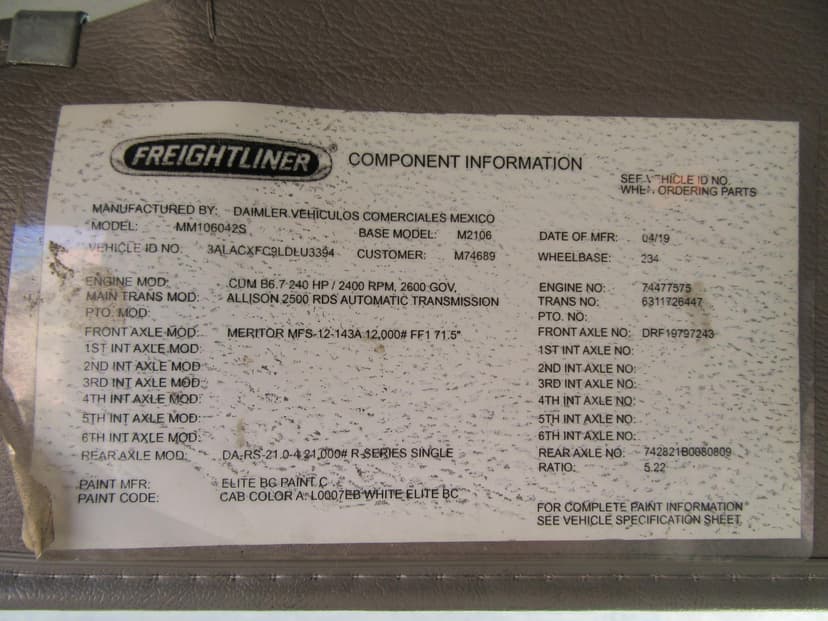 FREIGHTLINER ® COMPONENT INFORMATION
SEE VEHICLE ID NO.
WHEN ORDERING PARTS
MANUFACTURED BY: DAIMLER VEHICULOS COMERCIALES MEXICO
MODEL: MM106042S BASE MODEL: M2106 DATE OF MFR: 04/19
VEHICLE ID NO. 3ALACXFC9LDLU3394 CUSTOMER: M74689 WHEELBASE: 234
ENGINE MOD: CUM B6.7 240 HP / 2400 RPM, 2600 GOV, ENGINE NO: 74477575
MAIN TRANS MOD: ALLISON 2500 RDS AUTOMATIC TRANSMISSION TRANS NO: 6311726447
PTO. MOD: PTO. NO:
FRONT AXLE MOD: MERITOR MFS-12-143A 12,000# FF1 71.5" FRONT AXLE NO: DRF19797243
1ST INT AXLE MOD: 1ST INT AXLE NO:
2ND INT AXLE MOD: 2ND INT AXLE NO:
3RD INT AXLE MOD: 3RD INT AXLE NO:
4TH INT AXLE MOD: 4TH INT AXLE NO:
5TH INT AXLE MOD: 5TH INT AXLE NO:
6TH INT AXLE MOD: 6TH INT AXLE NO:
REAR AXLE MOD: DA-RS-21.0-4 21,000# R-SERIES SINGLE REAR AXLE NO: 742821B0080809
RATIO: 5.22
PAINT MFR: ELITE BC PAINT C
PAINT CODE: CAB COLOR A: L0007EB WHITE ELITE BC
FOR COMPLETE PAINT INFORMATION
SEE VEHICLE SPECIFICATION SHEET